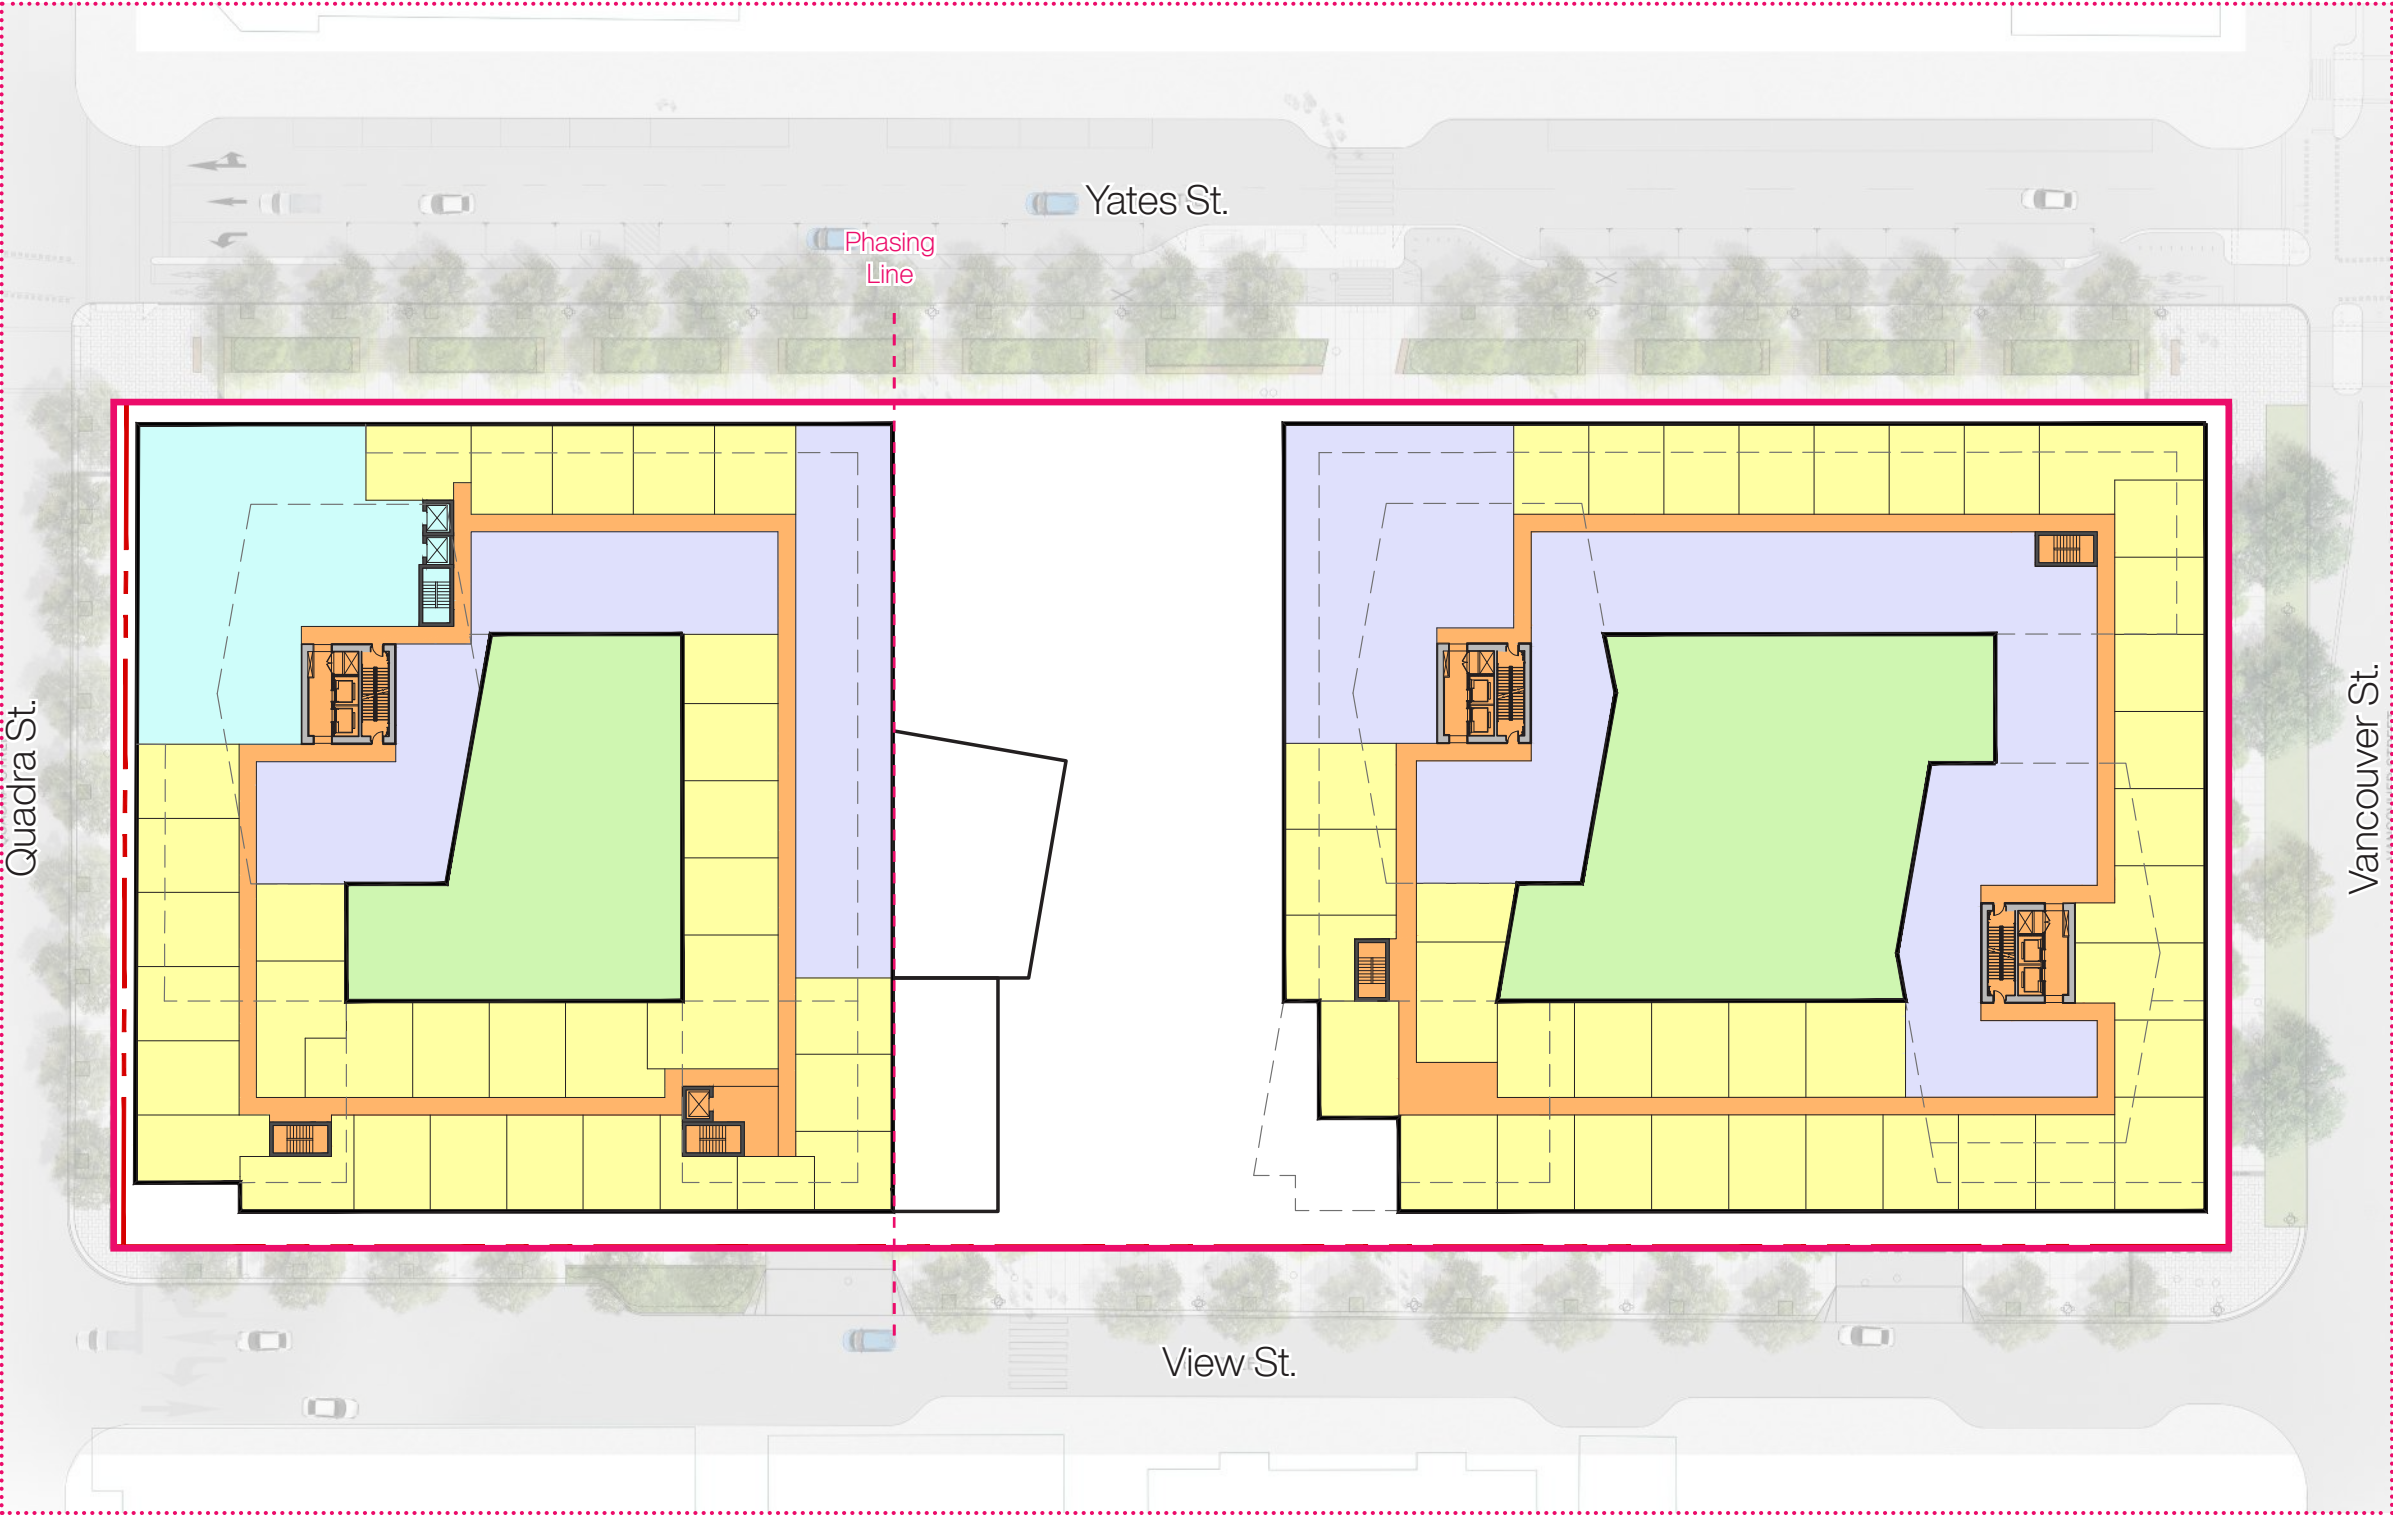 Yates St.
Phasing
Line
Quadra St.
Vancouver St.
View St.